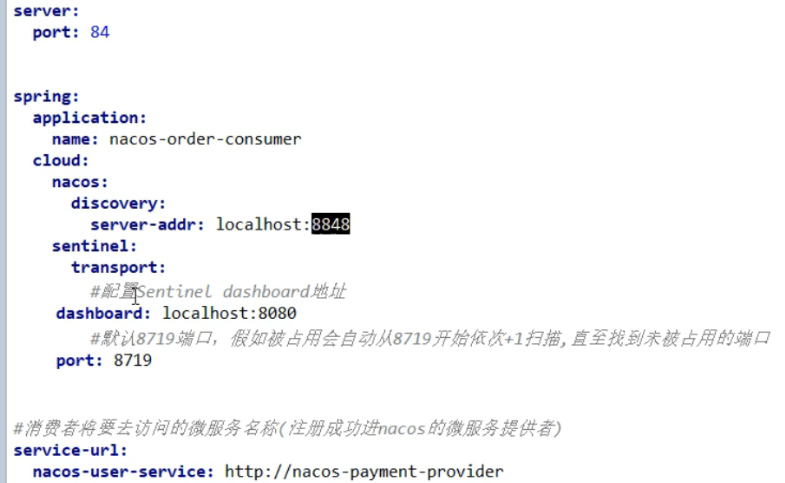 server:
  port: 84
spring:
  application:
    name: nacos-order-consumer
  cloud:
    nacos:
      discovery:
        server-addr: localhost:8848
    sentinel:
      transport:
        #配置Sentinel dashboard地址
    dashboard: localhost:8080
        #默认8719端口，假如被占用会自动从8719开始依次+1扫描,直至找到未被占用的端口
    port: 8719
#消费者将要去访问的微服务名称(注册成功进nacos的微服务提供者)
service-url:
  nacos-user-service: http://nacos-payment-provider